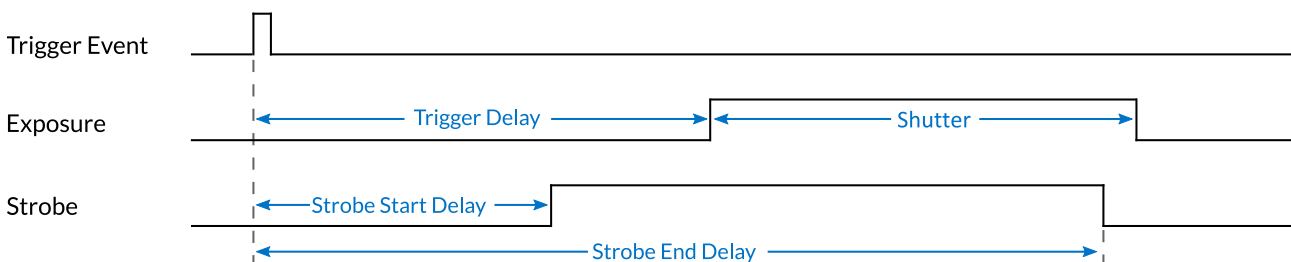 Trigger Event
Exposure
Trigger Delay
Shutter
Strobe
Strobe Start Delay
Strobe End Delay